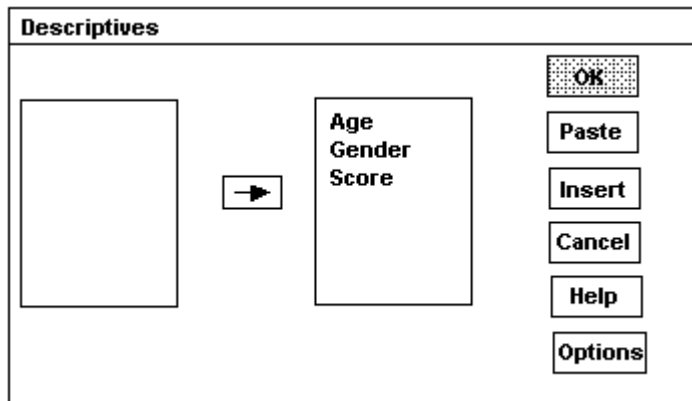 Descriptives
Age
Gender
Score
OK
Paste
Insert
Cancel
Help
Options